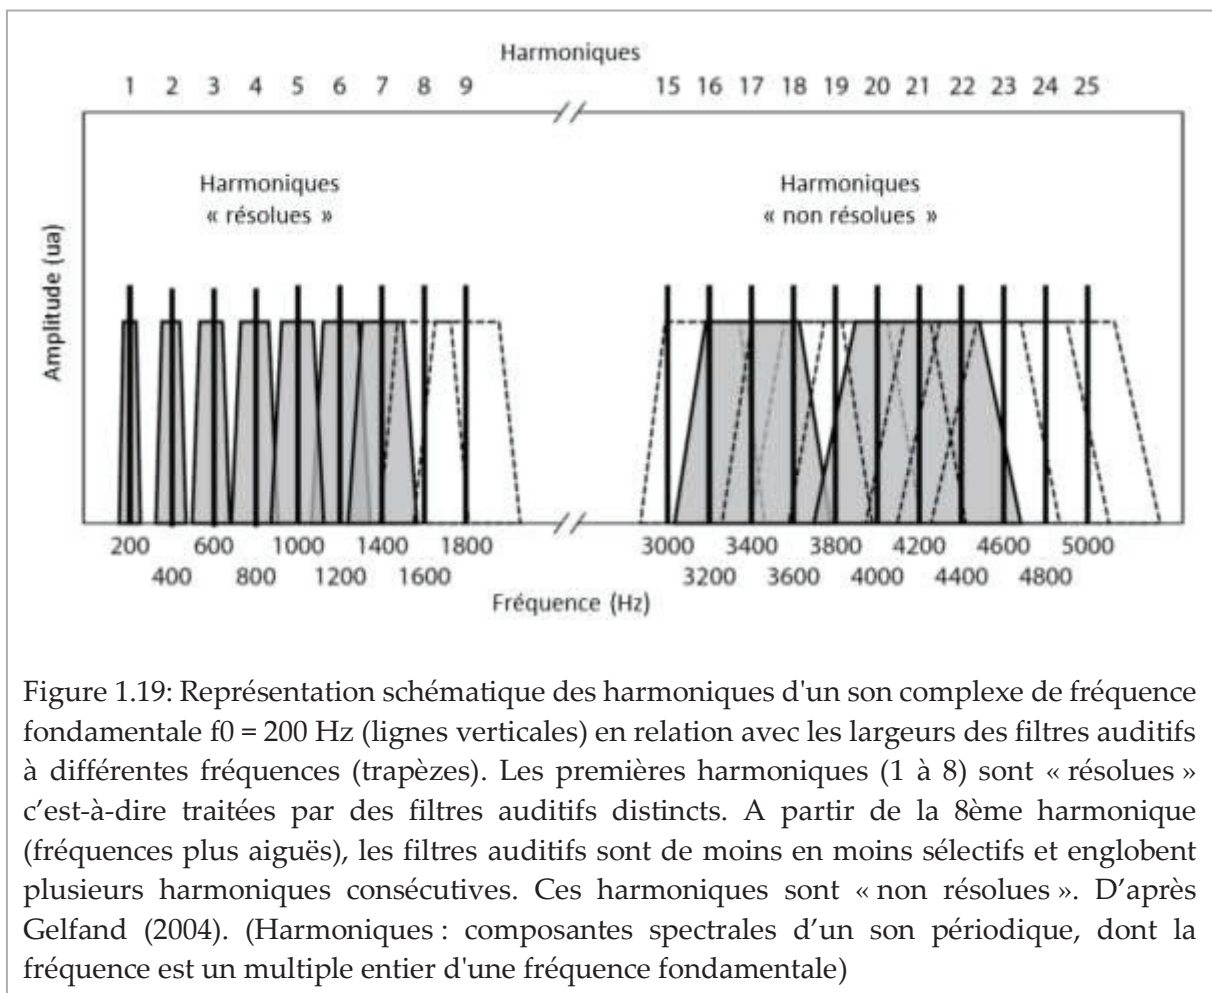 Harmoniques
1 2 3 4 5 6 7 8 9 15 16 17 18 19 20 21 22 23 24 25
Harmoniques
« résolues »
Harmoniques
« non résolues »
Amplitude (ua)
200 600 1000 1400 1800 3000 3400 3800 4200 4600 5000
400 800 1200 1600 3200 3600 4000 4400 4800
Fréquence (Hz)
Figure 1.19: Représentation schématique des harmoniques d'un son complexe de fréquence
fondamentale f0 = 200 Hz (lignes verticales) en relation avec les largeurs des filtres auditifs
à différentes fréquences (trapèzes). Les premières harmoniques (1 à 8) sont « résolues »
c’est-à-dire traitées par des filtres auditifs distincts. A partir de la 8ème harmonique
(fréquences plus aiguës), les filtres auditifs sont de moins en moins sélectifs et englobent
plusieurs harmoniques consécutives. Ces harmoniques sont « non résolues ». D’après
Gelfand (2004). (Harmoniques : composantes spectrales d’un son périodique, dont la
fréquence est un multiple entier d'une fréquence fondamentale)